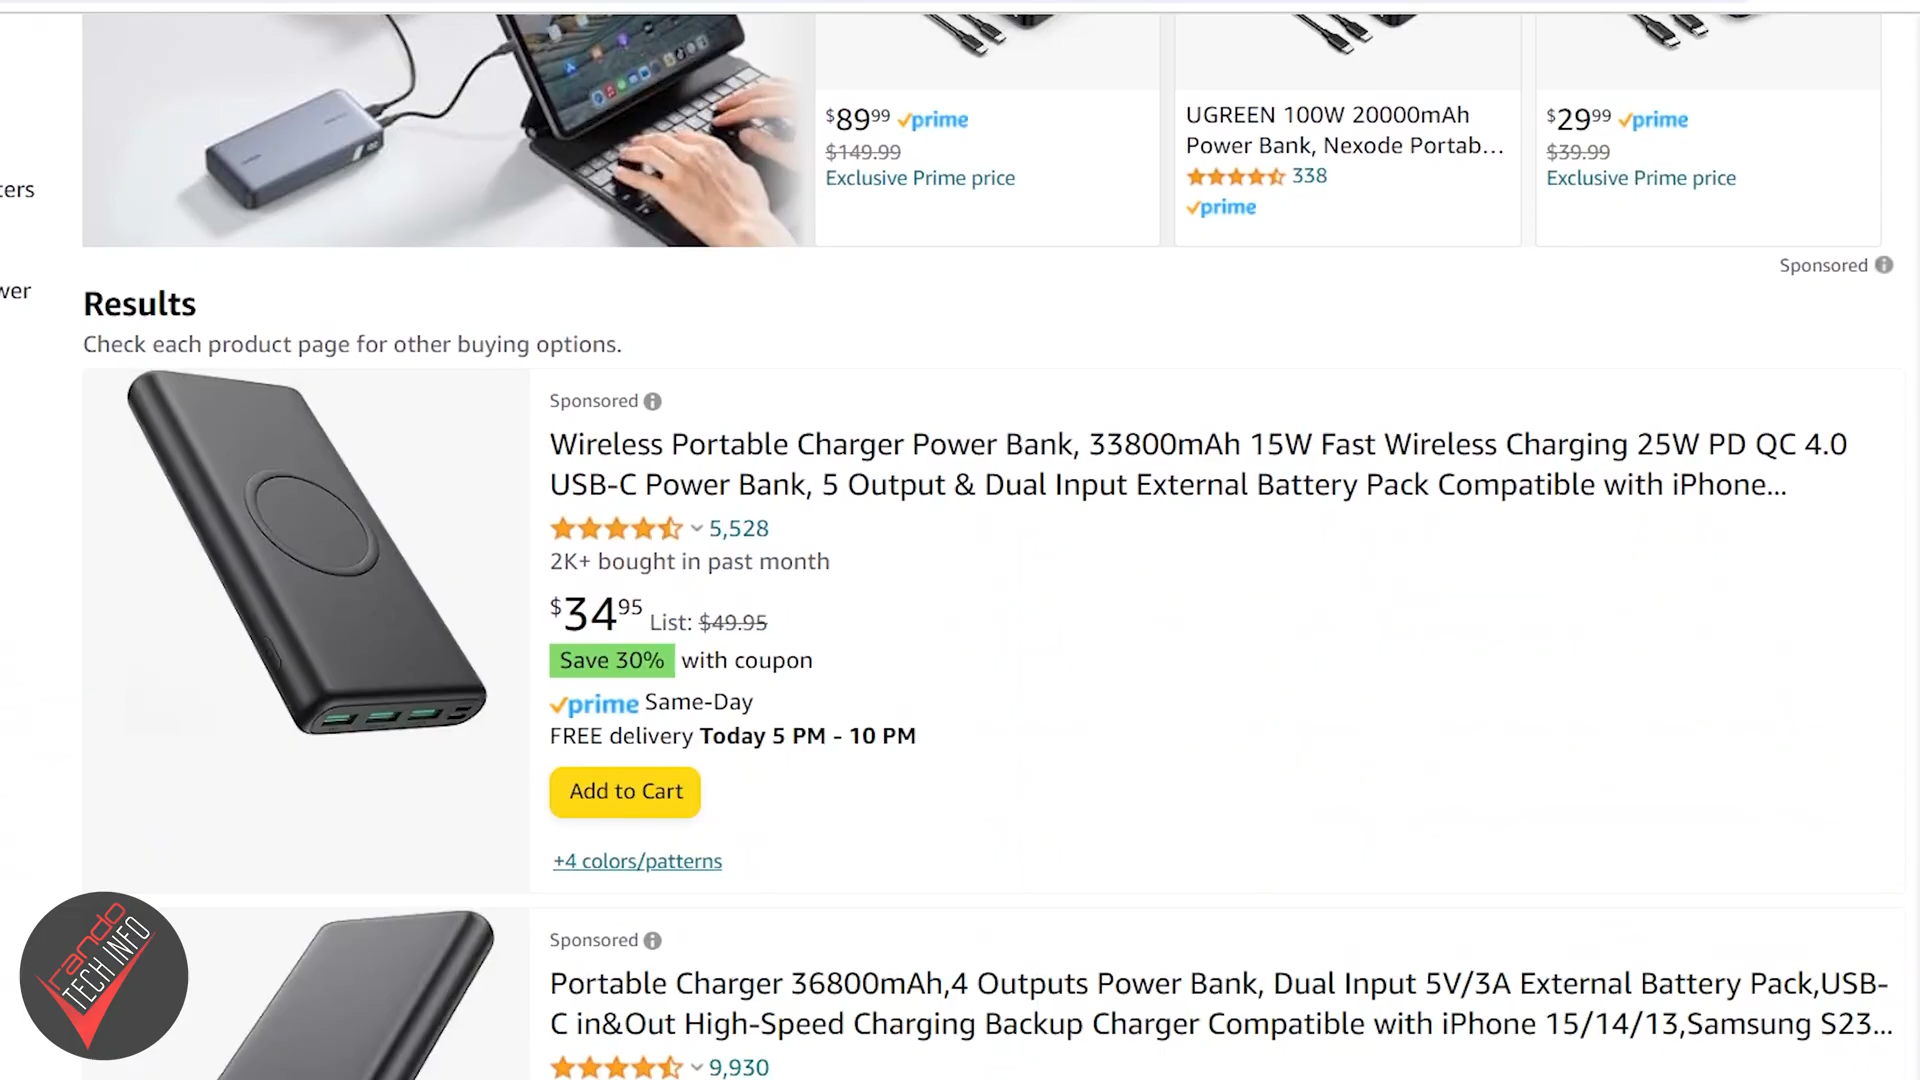 $89.99 prime
$149.99
Exclusive Prime price
UGREEN 100W 20000mAh
Power Bank, Nexode Portab...
338
prime
$29.99 prime
$39.99
Exclusive Prime price
Sponsored
Results
Check each product page for other buying options.
Sponsored
Wireless Portable Charger Power Bank, 33800mAh 15W Fast Wireless Charging 25W PD QC 4.0
USB-C Power Bank, 5 Output & Dual Input External Battery Pack Compatible with iPhone...
5,528
2K+ bought in past month
$34.95 List: $49.95
Save 30% with coupon
prime Same-Day
FREE delivery Today 5 PM - 10 PM
Add to Cart
+4 colors/patterns
Sponsored
Portable Charger 36800mAh,4 Outputs Power Bank, Dual Input 5V/3A External Battery Pack,USB-
C in&Out High-Speed Charging Backup Charger Compatible with iPhone 15/14/13,Samsung S23...
9,930
rando
TECH INFO